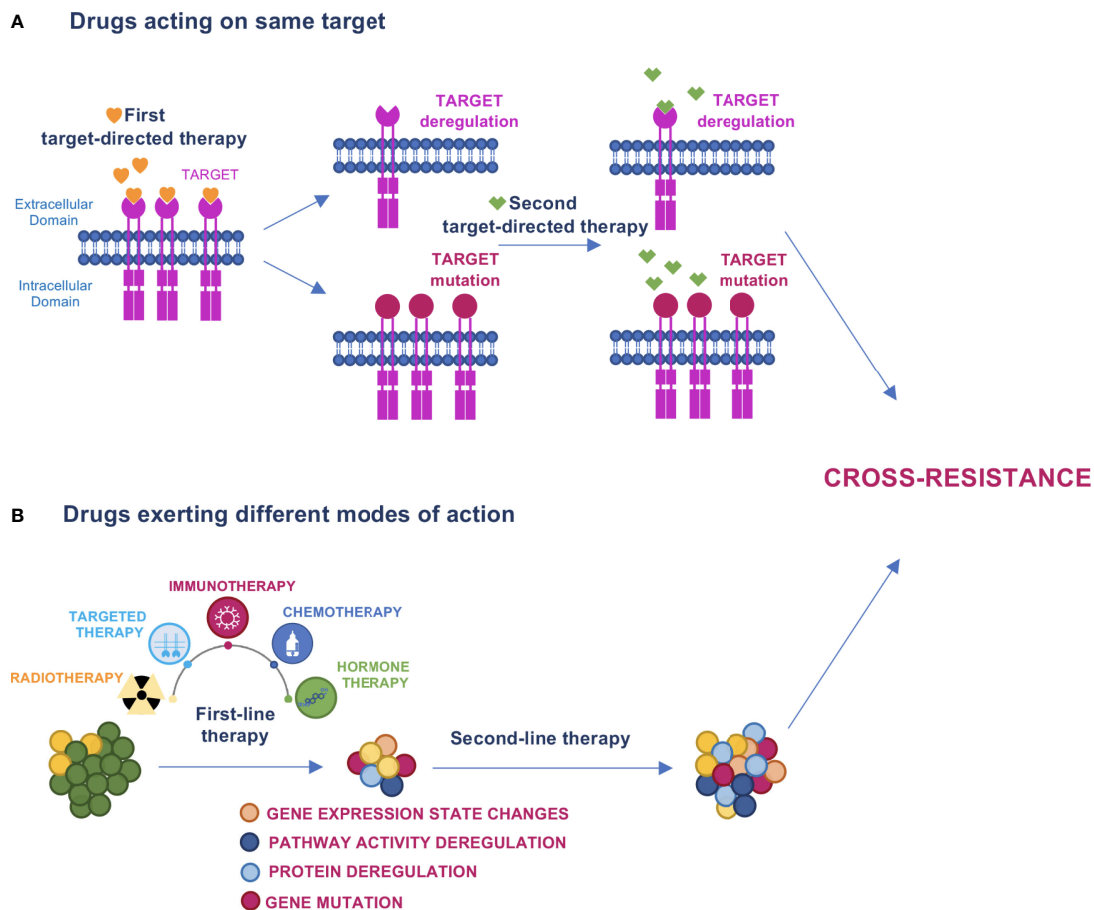 A
Drugs acting on same target
First
target-directed therapy
TARGET
Extracellular
Domain
Intracellular
Domain
TARGET
deregulation
TARGET
mutation
Second
target-directed therapy
TARGET
deregulation
TARGET
mutation
CROSS-RESISTANCE
B
Drugs exerting different modes of action
IMMUNOTHERAPY
TARGETED
THERAPY
CHEMOTHERAPY
RADIOTHERAPY
HORMONE
THERAPY
First-line
therapy
Second-line therapy
GENE EXPRESSION STATE CHANGES
PATHWAY ACTIVITY DEREGULATION
PROTEIN DEREGULATION
GENE MUTATION